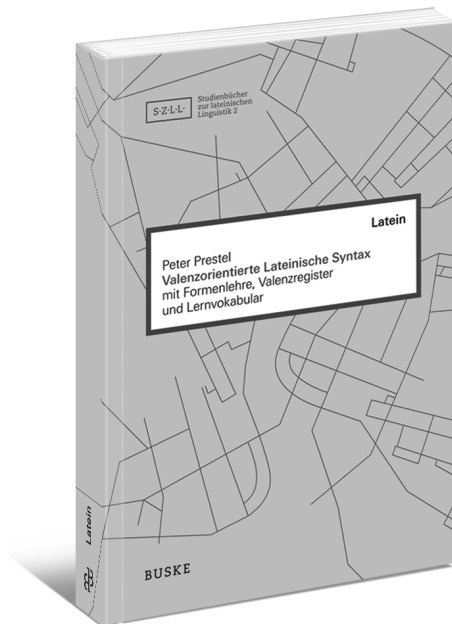 S·Z·L·L·
Studienbücher
zur lateinischen
Linguistik 2
Latein
Peter Prestel
Valenzorientierte Lateinische Syntax
mit Formenlehre, Valenzregister
und Lernvokabular
BUSKE
Latein